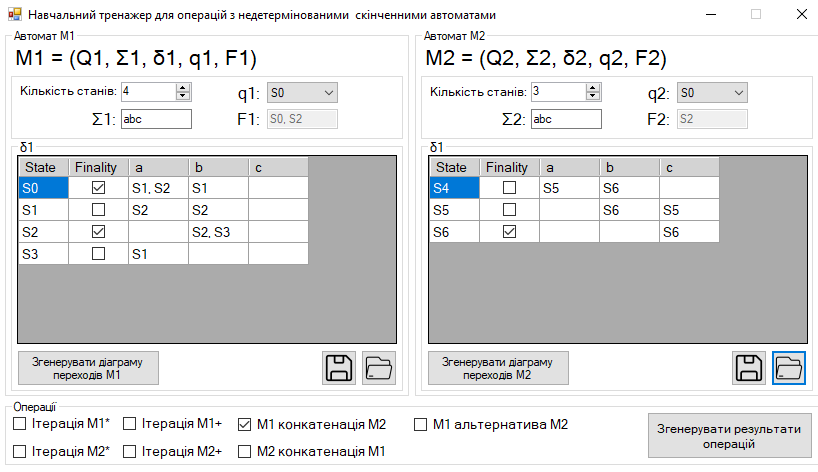 Навчальний тренажер для операцій з недетермінованими скінченними автоматами
Автомат М1
M1 = (Q1, Σ1, δ1, q1, F1)
Кількість станів: 4
q1: S0
Σ1: abc
F1: S0, S2
δ1
State Finality a b c
S0 S1, S2 S1
S1 S2 S2
S2 S2, S3
S3 S1
Згенерувати діаграму
переходів М1
Автомат М2
M2 = (Q2, Σ2, δ2, q2, F2)
Кількість станів: 3
q2: S0
Σ2: abc
F2: S2
δ1
State Finality a b c
S4 S5 S6
S5 S6 S5
S6 S6
Згенерувати діаграму
переходів М2
Операції
Ітерація М1* Ітерація М1+ М1 конкатенація М2 М1 альтернатива М2
Ітерація М2* Ітерація М2+ М2 конкатенація М1
Згенерувати результати
операцій